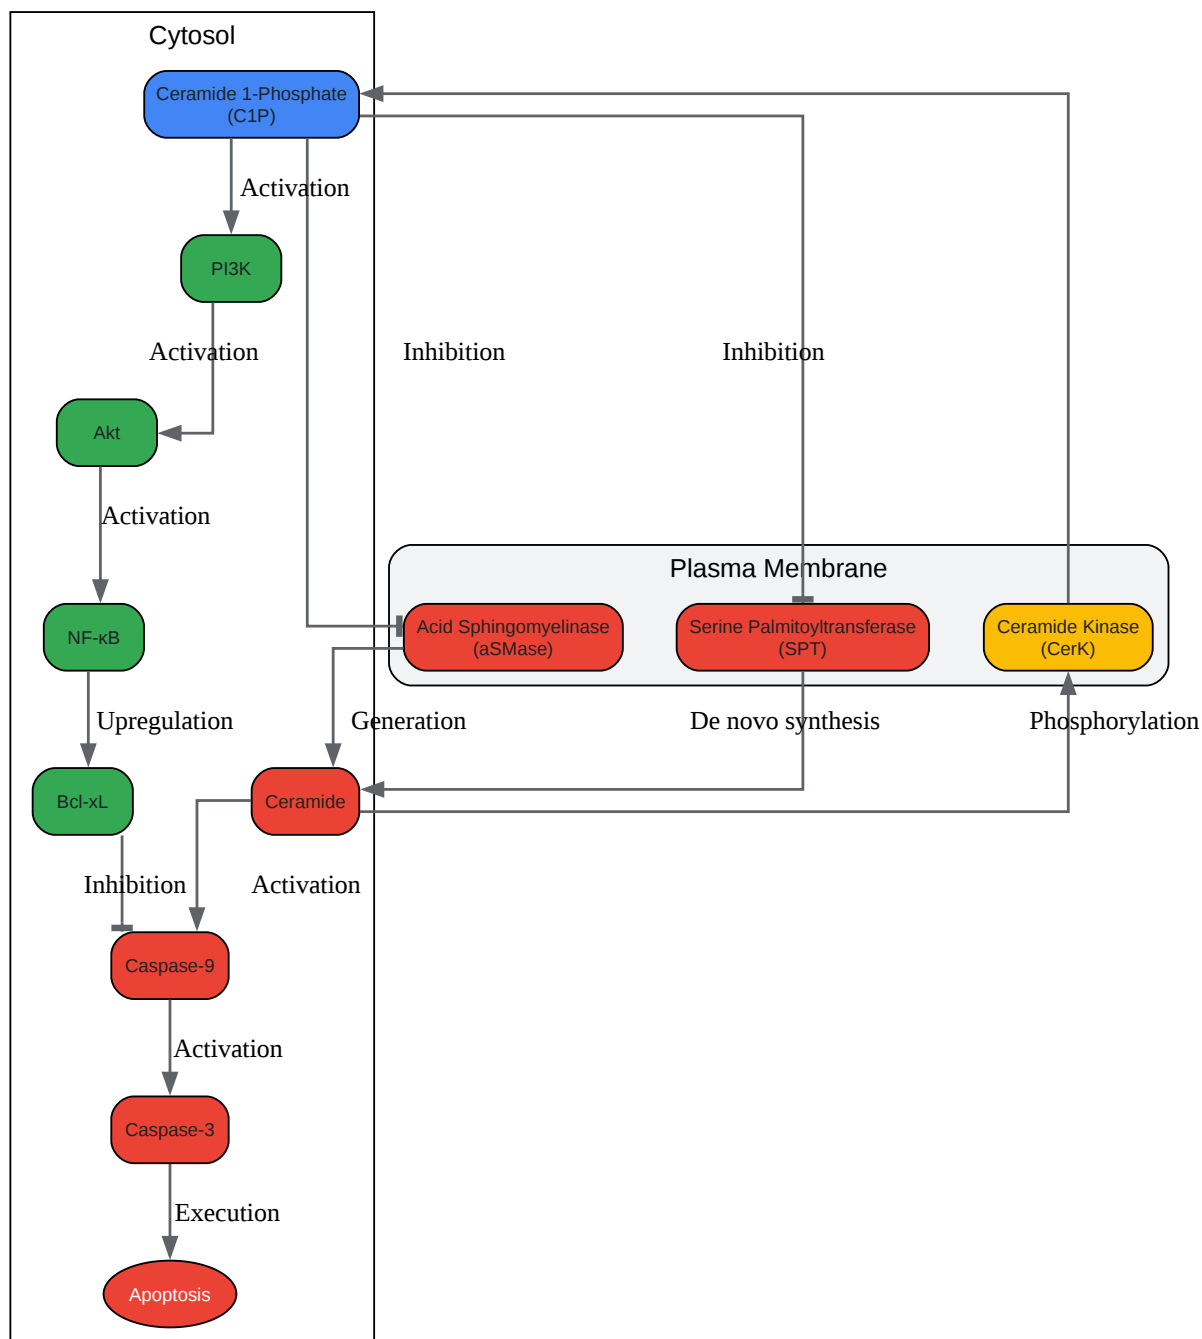 Cytosol
Ceramide 1-Phosphate
(C1P)
Activation
PI3K
Activation
Inhibition
Inhibition
Akt
Activation
Plasma Membrane
NF-κB
Acid Sphingomyelinase
(aSMase)
Serine Palmitoyltransferase
(SPT)
Ceramide Kinase
(CerK)
Upregulation
Generation
De novo synthesis
Phosphorylation
Bcl-xL
Ceramide
Inhibition
Activation
Caspase-9
Activation
Caspase-3
Execution
Apoptosis